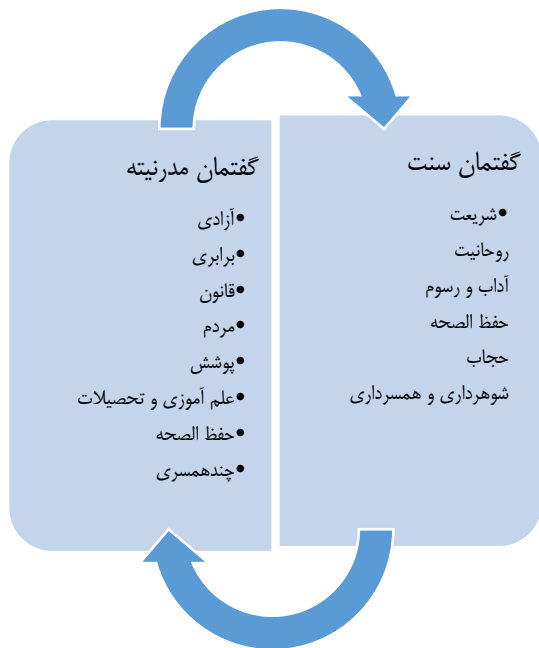 گفتمان سنت
•شریعت
روحانیت
آداب و رسوم
حفظ الصحه
حجاب
شوهرداری و همسرداری
گفتمان مدرنیته
•آزادی
•برابری
•قانون
•مردم
•پوشش
•علم آموزی و تحصیلات
•حفظ الصحه
•چندهمسری